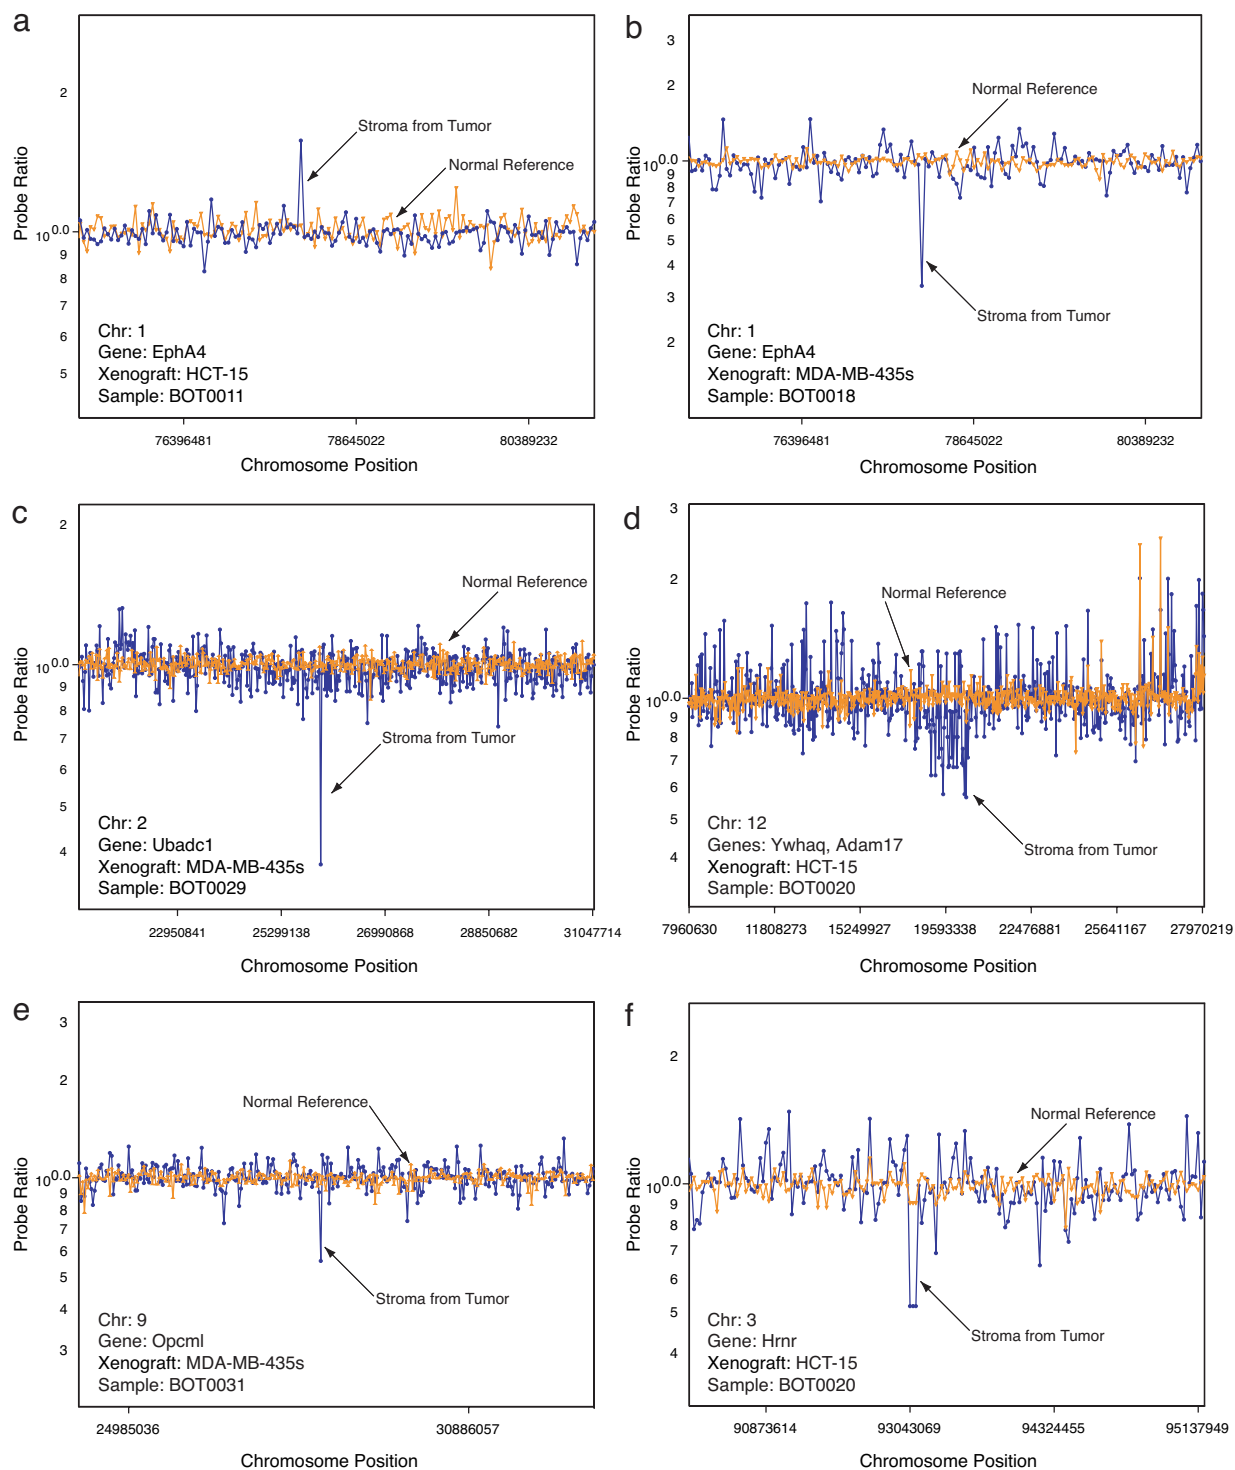 a
2
10^0.0
9
8
7
6
5
Probe Ratio
Stroma from Tumor
Normal Reference
Chr: 1
Gene: EphA4
Xenograft: HCT-15
Sample: BOT0011
76396481 78645022 80389232
Chromosome Position
b
3
2
10^0.0
9
8
7
6
5
4
3
2
Probe Ratio
Normal Reference
Stroma from Tumor
Chr: 1
Gene: EphA4
Xenograft: MDA-MB-435s
Sample: BOT0018
76396481 78645022 80389232
Chromosome Position
c
2
10^0.0
9
8
7
6
5
4
Probe Ratio
Normal Reference
Stroma from Tumor
Chr: 2
Gene: Ubadc1
Xenograft: MDA-MB-435s
Sample: BOT0029
22950841 25299138 26990868 28850682 31047714
Chromosome Position
d
3
2
10^0.0
9
8
7
6
5
4
Probe Ratio
Normal Reference
Stroma from Tumor
Chr: 12
Genes: Ywhaq, Adam17
Xenograft: HCT-15
Sample: BOT0020
7960630 11808273 15249927 19593338 22476881 25641167 27970219
Chromosome Position
e
3
2
10^0.0
9
8
7
6
5
4
3
Probe Ratio
Normal Reference
Stroma from Tumor
Chr: 9
Gene: Opcml
Xenograft: MDA-MB-435s
Sample: BOT0031
24985036 30886057
Chromosome Position
f
2
10^0.0
9
8
7
6
5
4
Probe Ratio
Normal Reference
Stroma from Tumor
Chr: 3
Gene: Hrnr
Xenograft: HCT-15
Sample: BOT0020
90873614 93043069 94324455 95137949
Chromosome Position